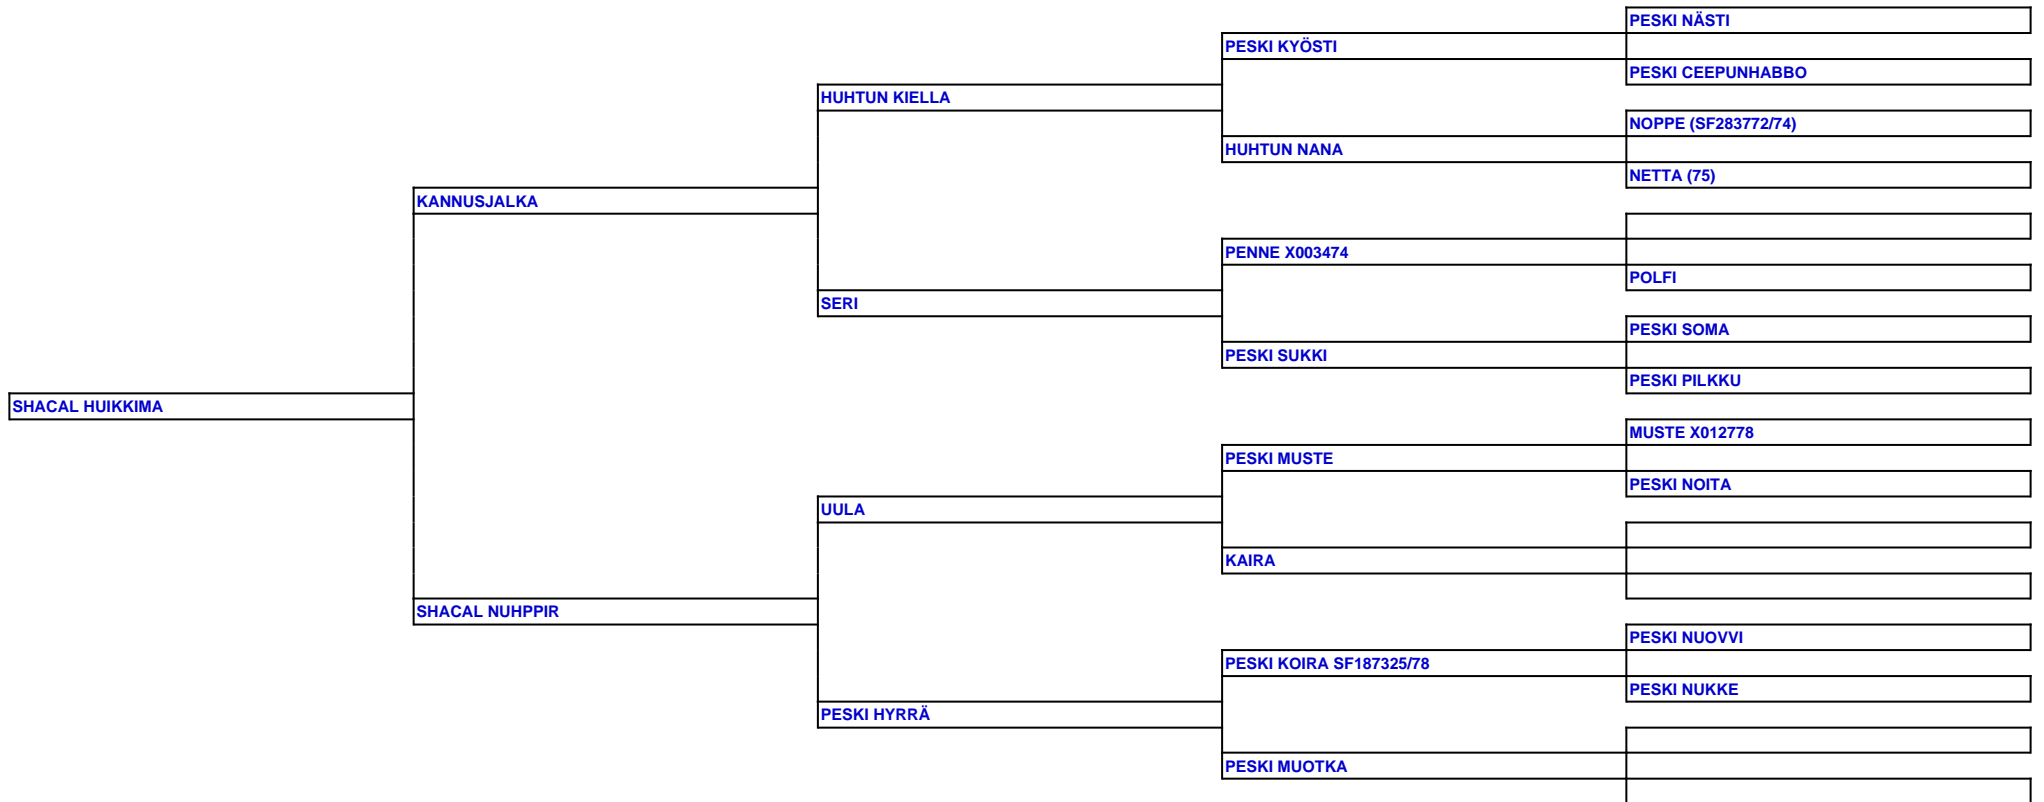 PESKI NÄSTI
PESKI KYÖSTI
PESKI CEEPUNHABBO
HUHTUN KIELLA
NOPPE (SF283772/74)
HUHTUN NANA
NETTA (75)
KANNUSJALKA
PENNE X003474
POLFI
SERI
PESKI SOMA
PESKI SUKKI
PESKI PILKKU
SHACAL HUIKKIMA
MUSTE X012778
PESKI MUSTE
PESKI NOITA
UULA
KAIRA
SHACAL NUHPPIR
PESKI NUOVVI
PESKI KOIRA SF187325/78
PESKI NUKKE
PESKI HYRRÄ
PESKI MUOTKA